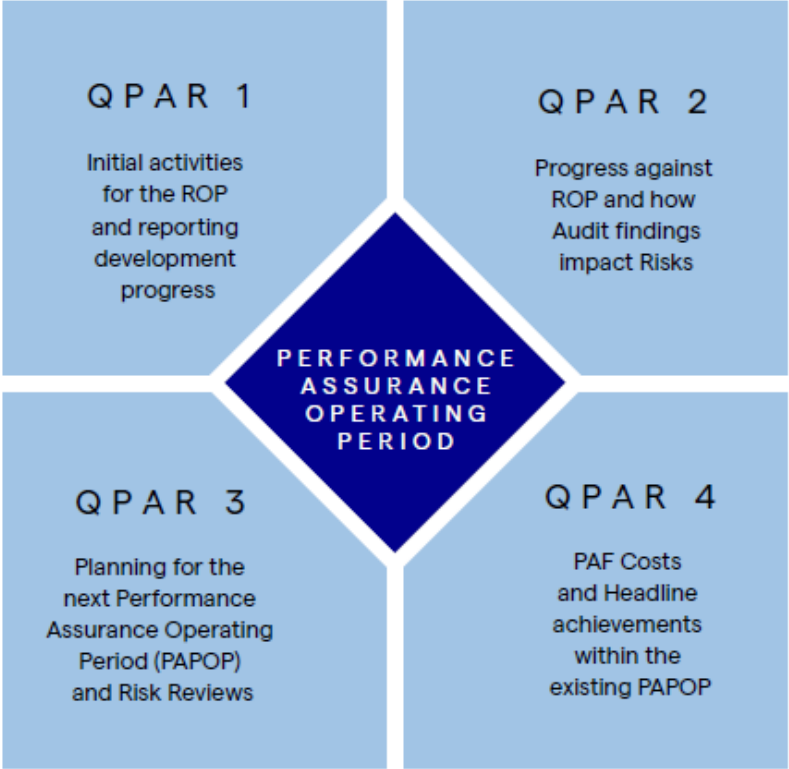 QPAR 1
Initial activities
for the ROP
and reporting
development
progress
QPAR 2
Progress against
ROP and how
Audit findings
impact Risks
PERFORMANCE
ASSURANCE
OPERATING
PERIOD
QPAR 3
Planning for the
next Performance
Assurance Operating
Period (PAPOP)
and Risk Reviews
QPAR 4
PAF Costs
and Headline
achievements
within the
existing PAPOP